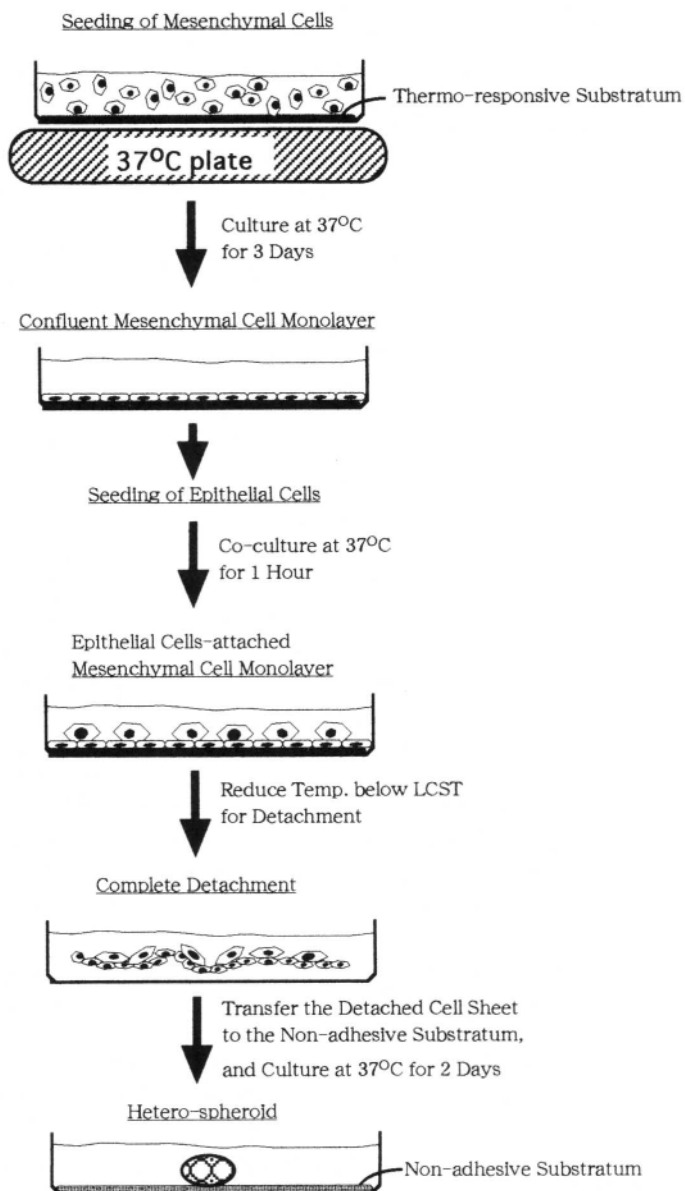 Seeding of Mesenchymal Cells
Thermo-responsive Substratum
37°C plate
Culture at 37°C
for 3 Days
Confluent Mesenchymal Cell Monolayer
Seeding of Epithelial Cells
Co-culture at 37°C
for 1 Hour
Epithelial Cells-attached
Mesenchymal Cell Monolayer
Reduce Temp. below LCST
for Detachment
Complete Detachment
Transfer the Detached Cell Sheet
to the Non-adhesive Substratum,
and Culture at 37°C for 2 Days
Hetero-spheroid
Non-adhesive Substratum